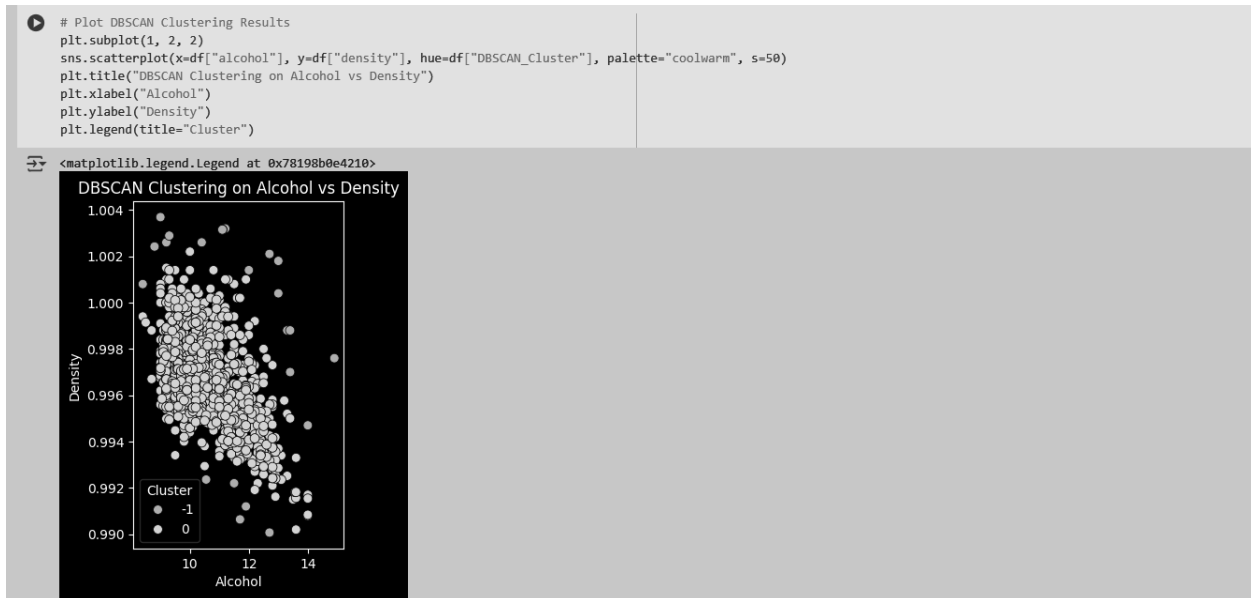 # Plot DBSCAN Clustering Results
plt.subplot(1, 2, 2)
sns.scatterplot(x=df["alcohol"], y=df["density"], hue=df["DBSCAN_Cluster"], palette="coolwarm", s=50)
plt.title("DBSCAN Clustering on Alcohol vs Density")
plt.xlabel("Alcohol")
plt.ylabel("Density")
plt.legend(title="Cluster")
<matplotlib.legend.Legend at 0x78198b0e4210>
DBSCAN Clustering on Alcohol vs Density
1.004
1.002
1.000
0.998
0.996
0.994
0.992
0.990
Density
Cluster
-1
0
10 12 14
Alcohol